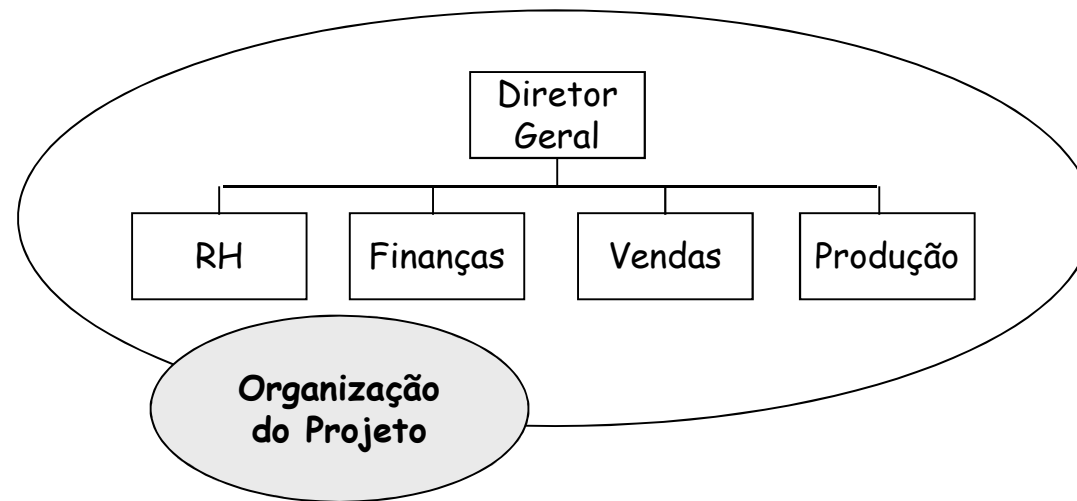 Diretor
Geral
RH
Finanças
Vendas
Produção
Organização
do Projeto